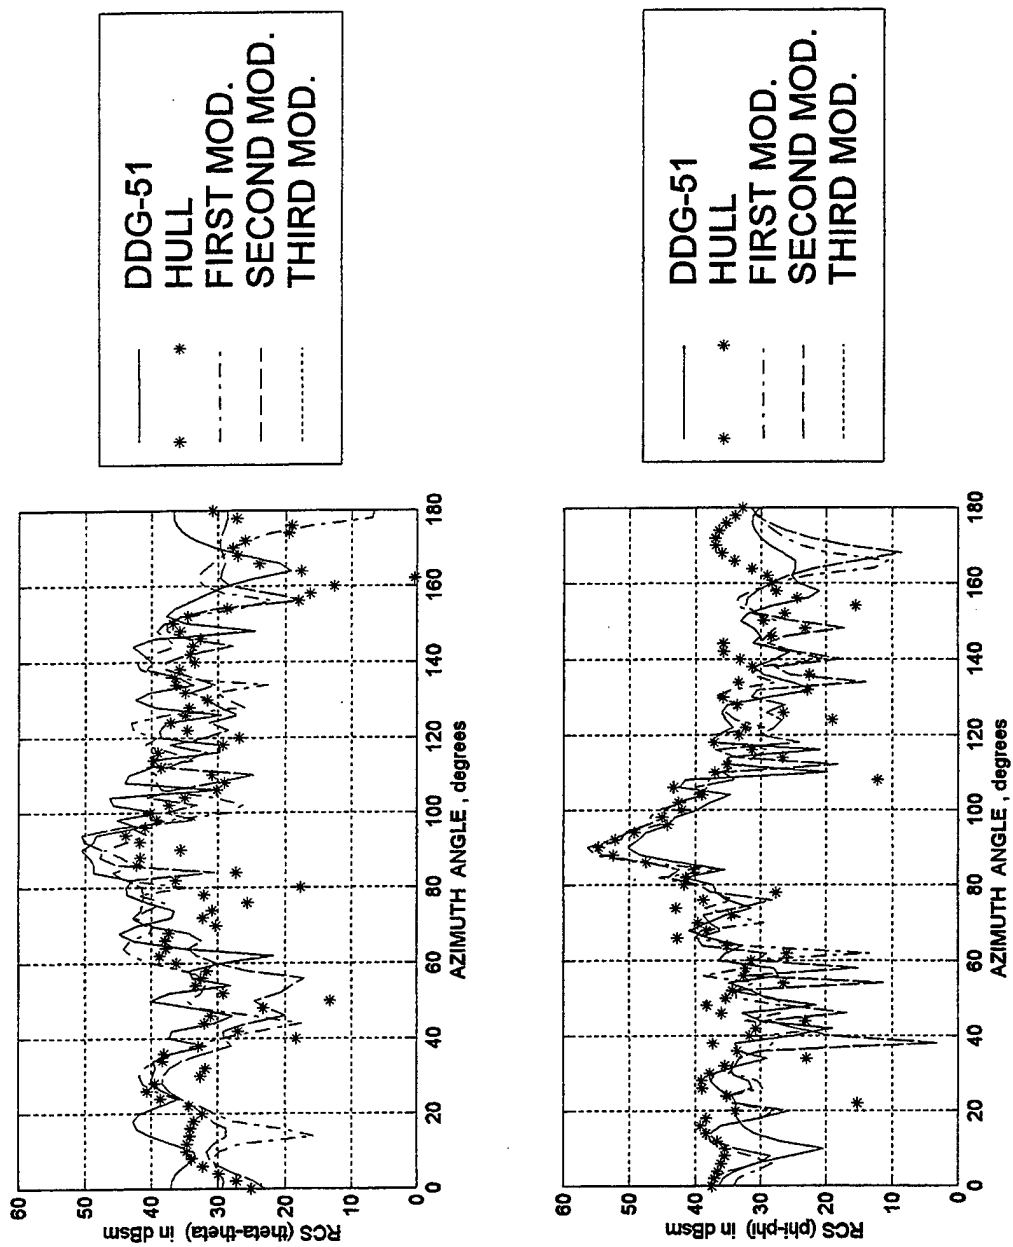 DDG-51
HULL
FIRST MOD.
SECOND MOD.
THIRD MOD.
60
50
40
30
20
10
0
RCS (theta-theta) in dBsm
0
20
40
60
80
100
120
140
160
180
AZIMUTH ANGLE , degrees
DDG-51
HULL
FIRST MOD.
SECOND MOD.
THIRD MOD.
60
50
40
30
20
10
0
RCS (phi-phi) in dBsm
0
20
40
60
80
100
120
140
160
180
AZIMUTH ANGLE , degrees